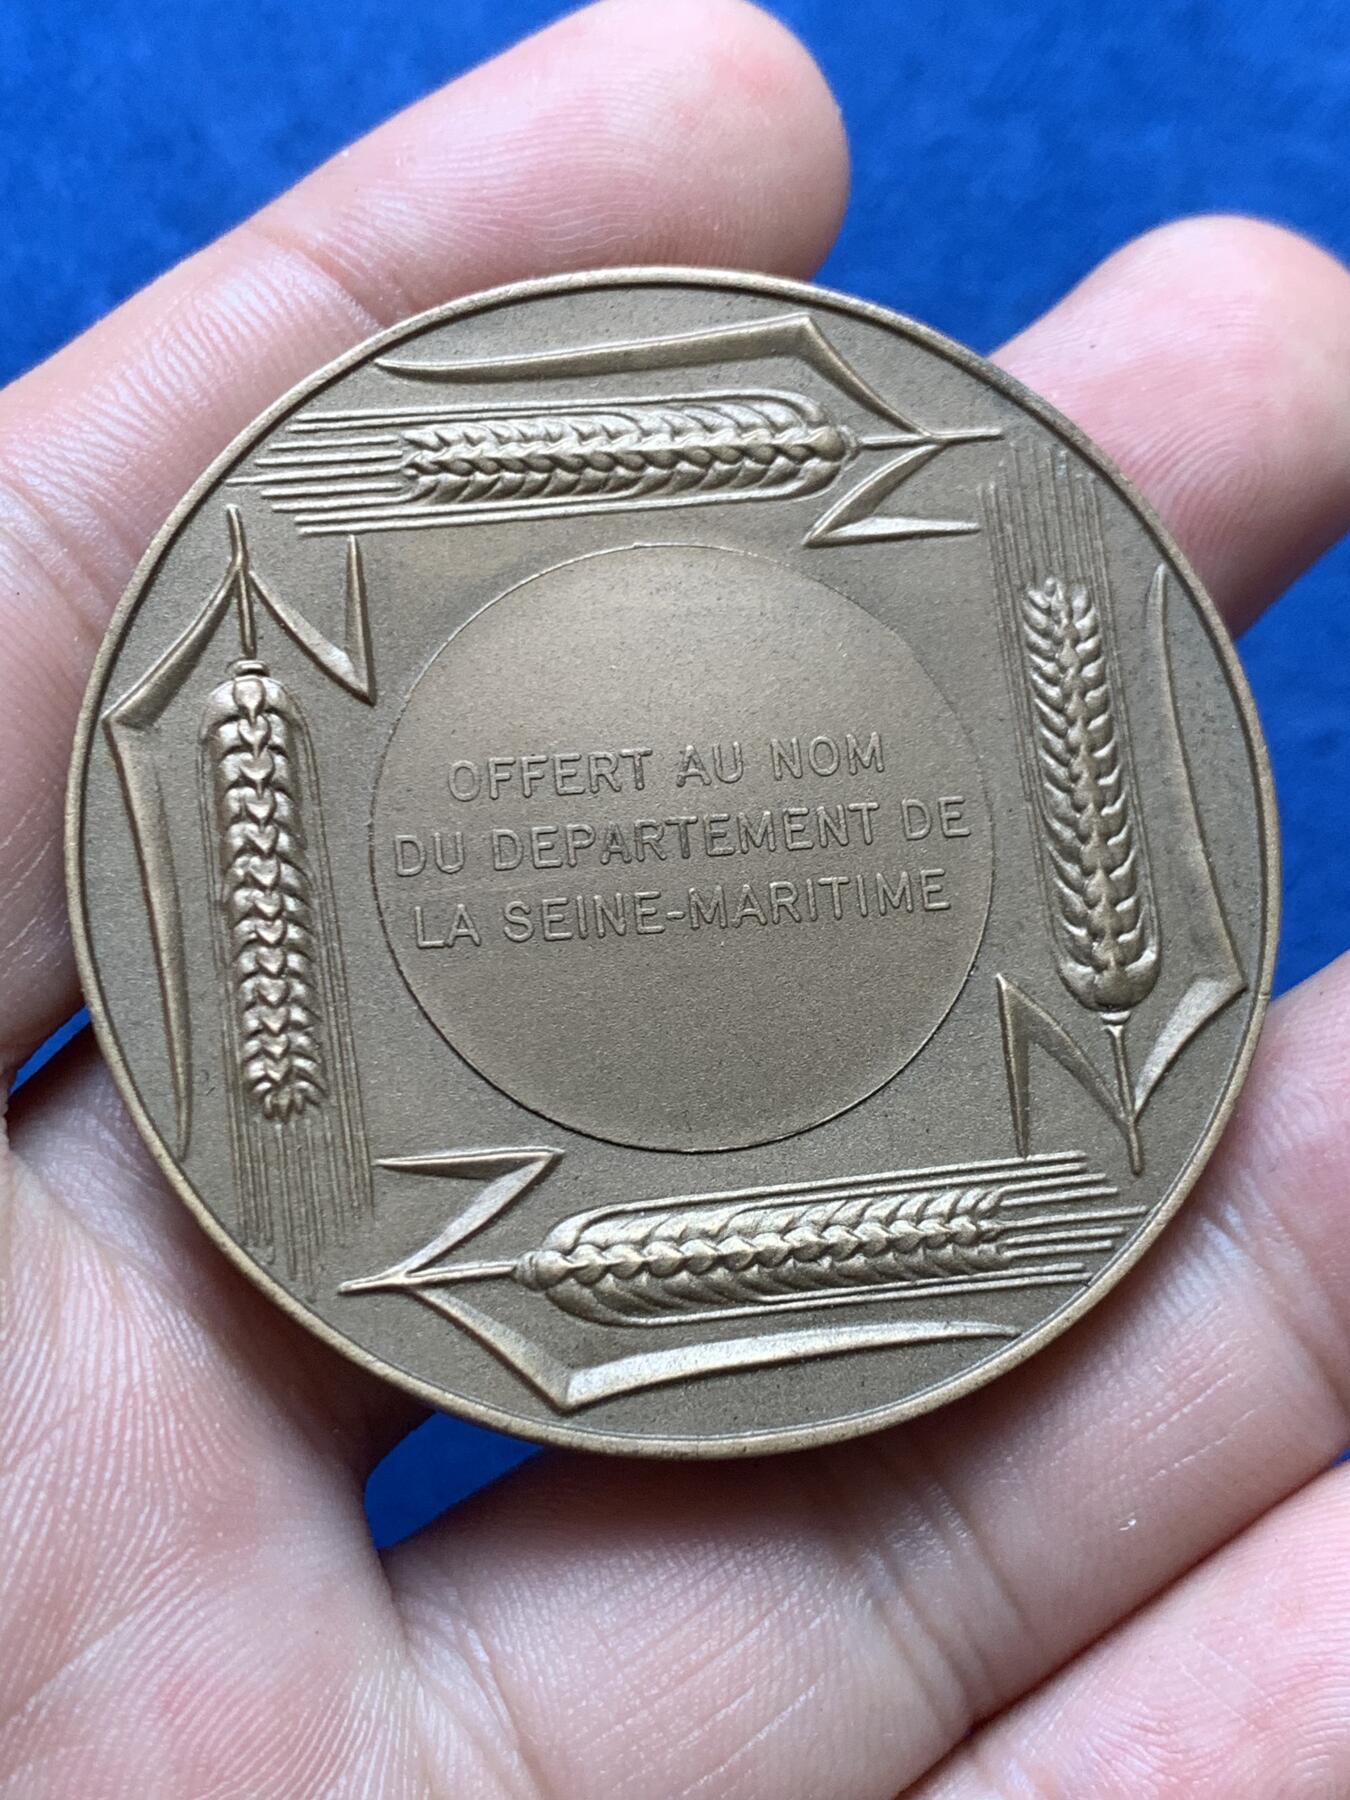 OFFERT AU NOM
DU DEPARTEMENT DE
LA SEINE-MARITIME